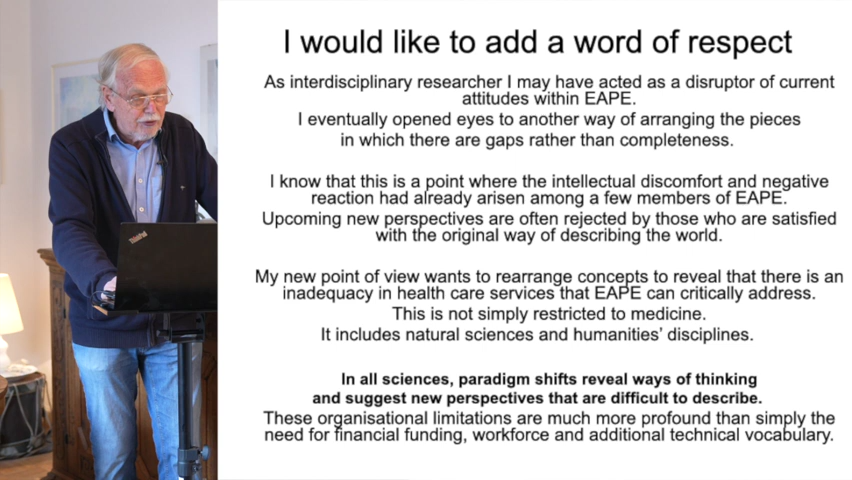 I would like to add a word of respect
As interdisciplinary researcher I may have acted as a disruptor of current
attitudes within EAPE.
I eventually opened eyes to another way of arranging the pieces
in which there are gaps rather than completeness.
I know that this is a point where the intellectual discomfort and negative
reaction had already arisen among a few members of EAPE.
Upcoming new perspectives are often rejected by those who are satisfied
with the original way of describing the world.
My new point of view wants to rearrange concepts to reveal that there is an
inadequacy in health care services that EAPE can critically address.
This is not simply restricted to medicine.
It includes natural sciences and humanities’ disciplines.
In all sciences, paradigm shifts reveal ways of thinking
and suggest new perspectives that are difficult to describe.
These organisational limitations are much more profound than simply the
need for financial funding, workforce and additional technical vocabulary.
ThinkPad